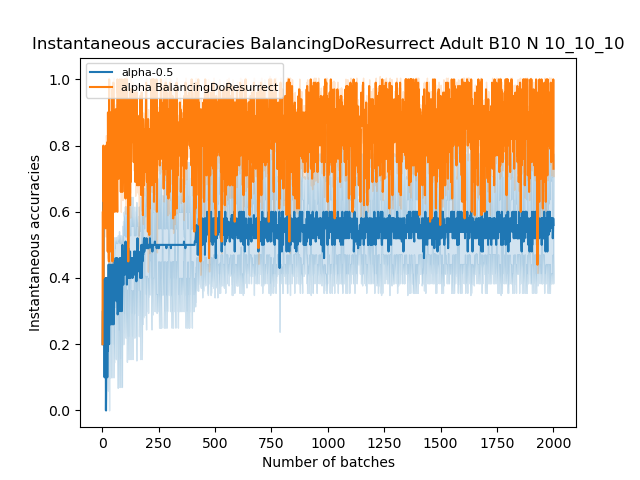 Instantaneous accuracies BalancingDoResurrect Adult B10 N 10_10_10
alpha-0.5
alpha BalancingDoResurrect
1.0
0.8
0.6
0.4
0.2
0.0
Instantaneous accuracies
0 250 500 750 1000 1250 1500 1750 2000
Number of batches